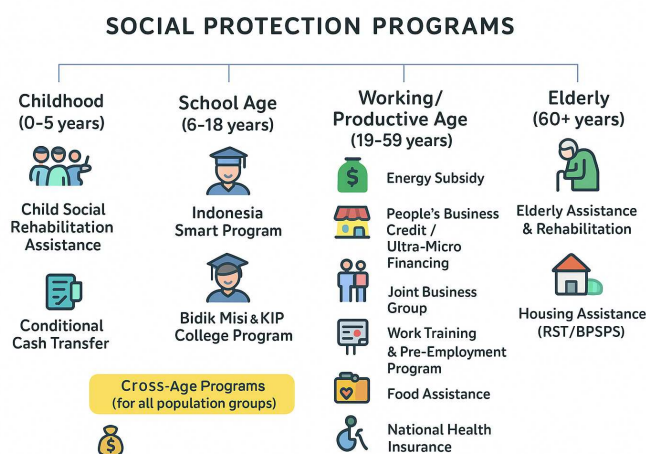 SOCIAL PROTECTION PROGRAMS
Childhood
(0–5 years)
Child Social
Rehabilitation
Assistance
Conditional
Cash Transfer
School Age
(6–18 years)
Indonesia
Smart Program
Bidik Misi & KIP
College Program
Working/
Productive Age
(19–59 years)
$
Energy Subsidy
People's Business
Credit /
Ultra-Micro
Financing
Joint Business
Group
Work Training
& Pre-Employment
Program
Food Assistance
National Health
Insurance
Elderly
(60+ years)
Elderly Assistance
& Rehabilitation
Housing Assistance
(RST/BPSPS)
Cross-Age Programs
(for all population groups)
$